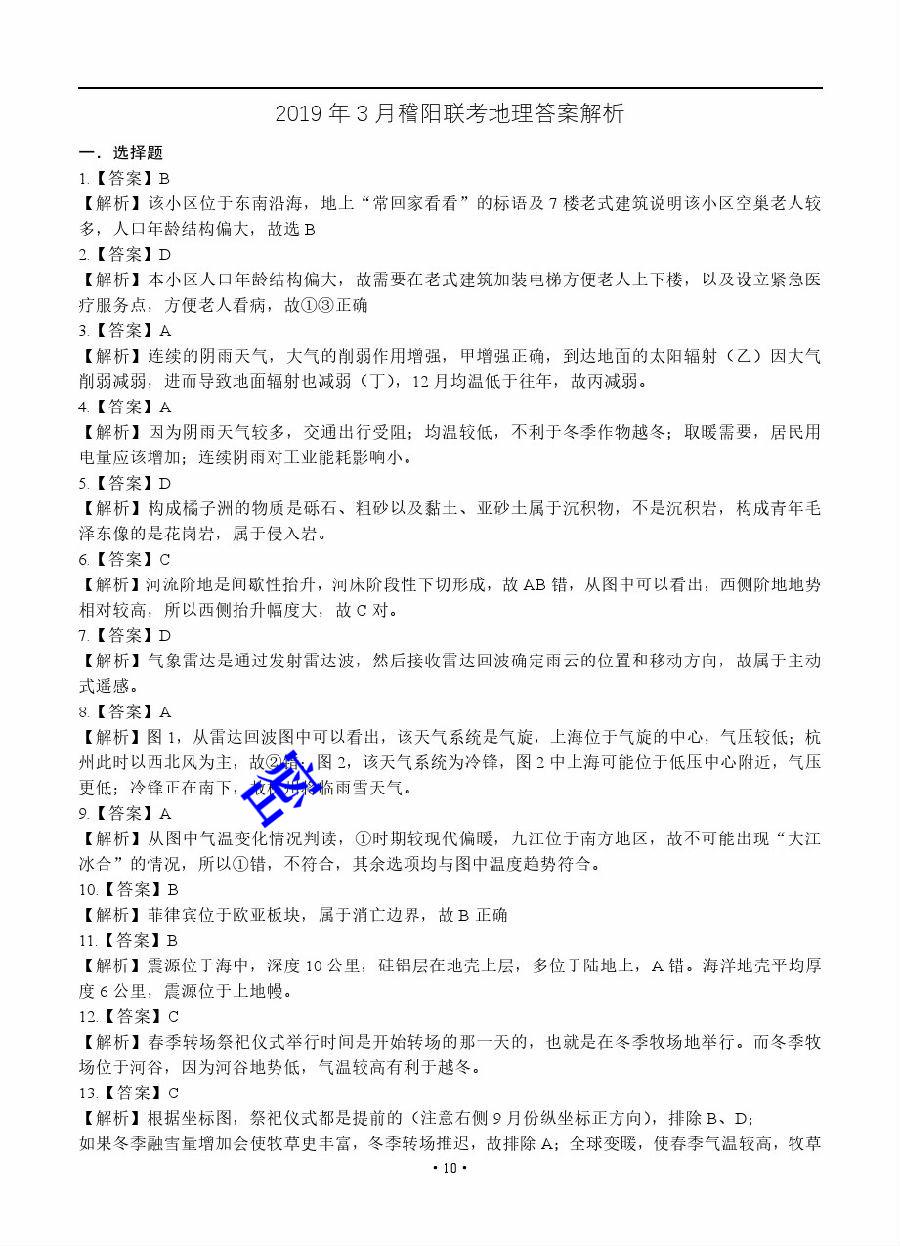 2019 年 3 月稽阳联考地理答案解析
一．选择题
1.【答案】B
【解析】该小区位于东南沿海，地上“常回家看看”的标语及 7 楼老式建筑说明该小区空巢老人较
多，人口年龄结构偏大，故选 B
2.【答案】D
【解析】本小区人口年龄结构偏大，故需要在老式建筑加装电梯方便老人上下楼，以及设立紧急医
疗服务点，方便老人看病，故①③正确
3.【答案】A
【解析】连续的阴雨天气，大气的削弱作用增强，甲增强正确，到达地面的太阳辐射（乙）因大气
削弱减弱，进而导致地面辐射也减弱（丁），12 月均温低于往年，故丙减弱。
4.【答案】A
【解析】因为阴雨天气较多，交通出行受阻；均温较低，不利于冬季作物越冬；取暖需要，居民用
电量应该增加；连续阴雨对工业能耗影响小。
5.【答案】D
【解析】构成橘子洲的物质是砾石、粗砂以及黏土、亚砂土属于沉积物，不是沉积岩，构成青年毛
泽东像的是花岗岩，属于侵入岩。
6.【答案】C
【解析】河流阶地是间歇性抬升，河床阶段性下切形成，故 AB 错，从图中可以看出，西侧阶地地势
相对较高，所以西侧抬升幅度大，故 C 对。
7.【答案】D
【解析】气象雷达是通过发射雷达波，然后接收雷达回波确定雨云的位置和移动方向，故属于主动
式遥感。
8.【答案】A
【解析】图 1，从雷达回波图中可以看出，该天气系统是气旋，上海位于气旋的中心，气压较低；杭
州此时以西北风为主，故②错；图 2，该天气系统为冷锋，图 2 中上海可能位于低压中心附近，气压
更低；冷锋正在南下，故杭州将临雨雪天气。
密
9.【答案】A
【解析】从图中气温变化情况判读，①时期较现代偏暖，九江位于南方地区，故不可能出现“大江
冰合”的情况，所以①错，不符合，其余选项均与图中温度趋势符合。
10.【答案】B
【解析】菲律宾位于欧亚板块，属于消亡边界，故 B 正确
11.【答案】B
【解析】震源位于海中，深度 10 公里，硅铝层在地壳上层，多位于陆地上，A 错。海洋地壳平均厚
度 6 公里，震源位于上地幔。
12.【答案】C
【解析】春季转场祭祀仪式举行时间是开始转场的那一天的，也就是在冬季牧场地举行。而冬季牧
场位于河谷，因为河谷地势低，气温较高有利于越冬。
13.【答案】C
【解析】根据坐标图，祭祀仪式都是提前的（注意右侧 9 月份纵坐标正方向），排除 B、D；
如果冬季融雪量增加会使牧草更丰富，冬季转场推迟，故排除 A；全球变暖，使春季气温较高，牧草
• 10 •